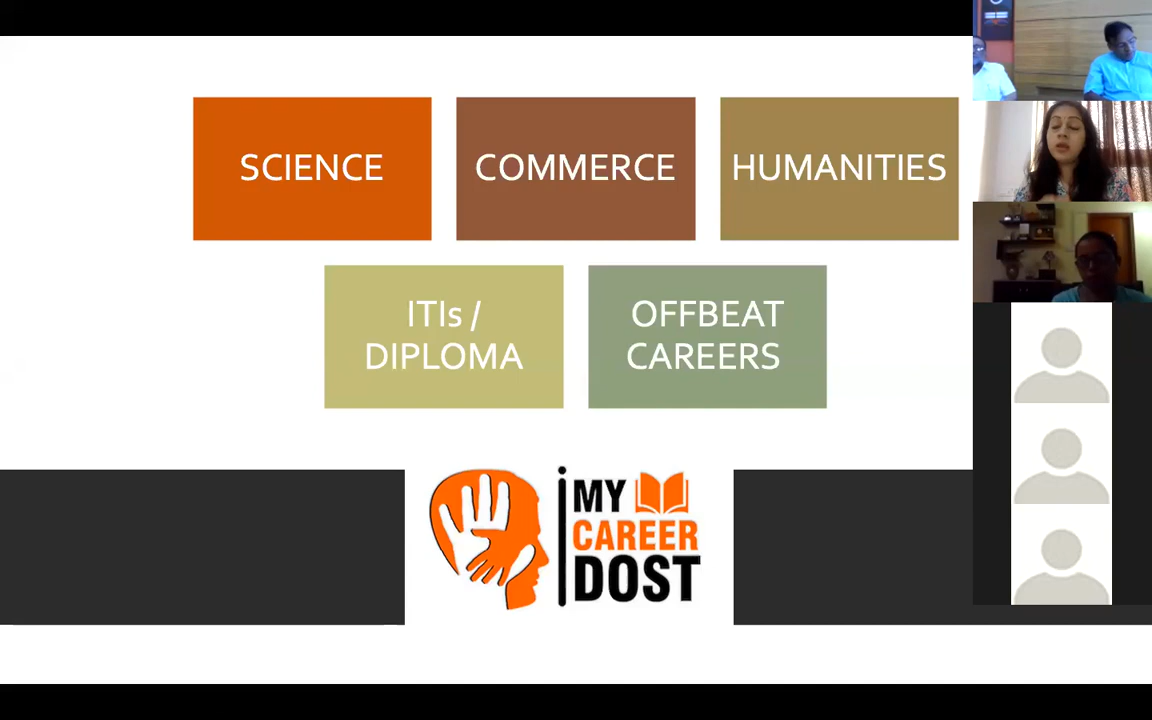 SCIENCE
COMMERCE
HUMANITIES
ITIs /
DIPLOMA
OFFBEAT
CAREERS
MY
CAREER
DOST